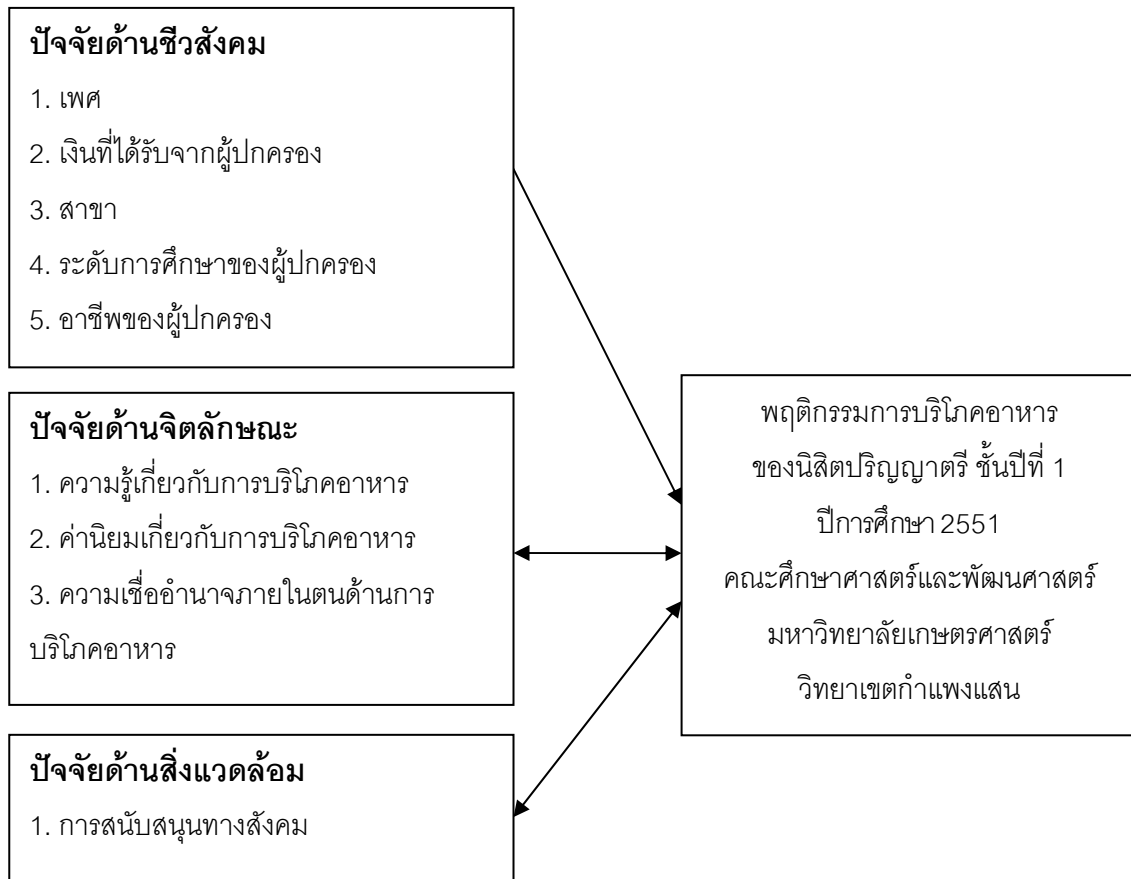 ปัจจัยด้านชีวสังคม
1. เพศ
2. เงินที่ได้รับจากผู้ปกครอง
3. สาขา
4. ระดับการศึกษาของผู้ปกครอง
5. อาชีพของผู้ปกครอง
ปัจจัยด้านจิตลักษณะ
1. ความรู้เกี่ยวกับการบริโภคอาหาร
2. ค่านิยมเกี่ยวกับการบริโภคอาหาร
3. ความเชื่ออำนาจภายในตนด้านการ
บริโภคอาหาร
ปัจจัยด้านสิ่งแวดล้อม
1. การสนับสนุนทางสังคม
พฤติกรรมการบริโภคอาหาร
ของนิสิตปริญญาตรี ชั้นปีที่ 1
ปีการศึกษา 2551
คณะศึกษาศาสตร์และพัฒนศาสตร์
มหาวิทยาลัยเกษตรศาสตร์
วิทยาเขตกำแพงแสน